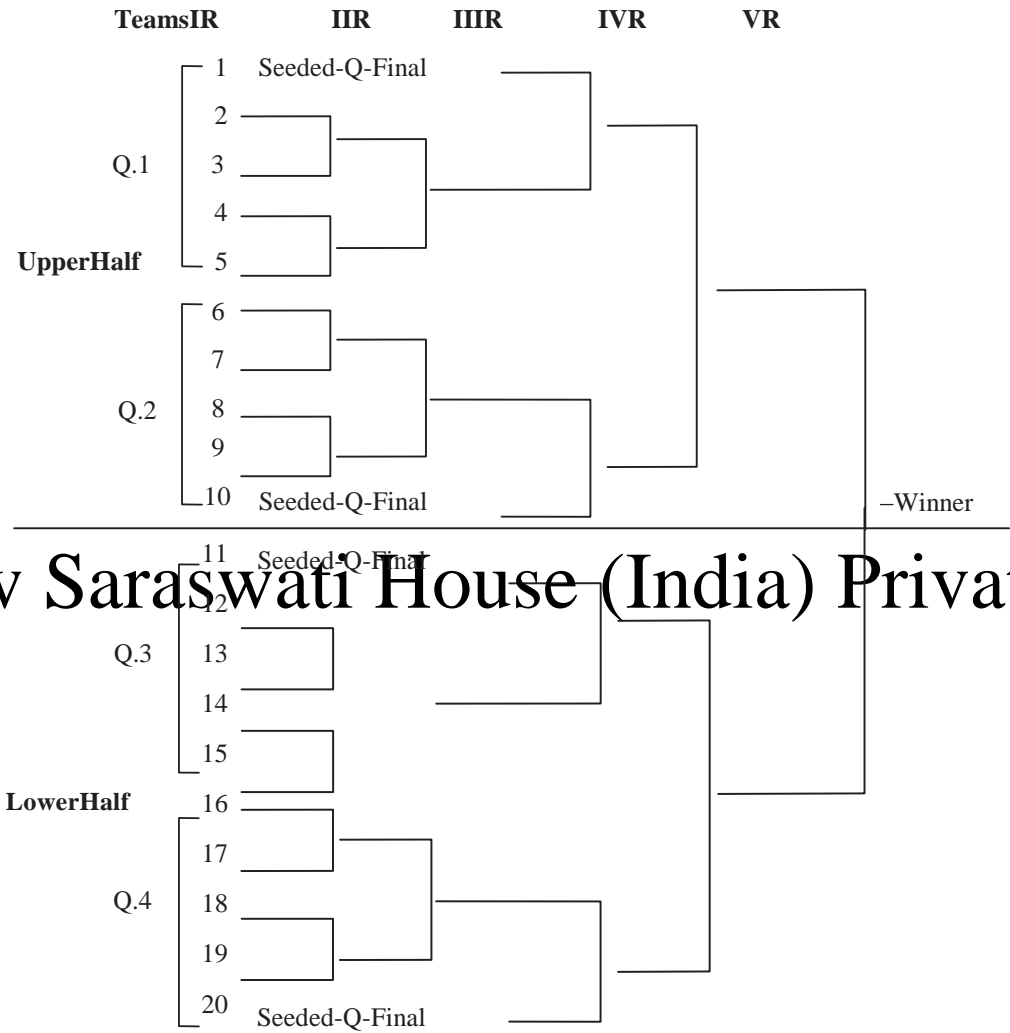 TeamsIR IIR IIIR IVR VR
1 Seeded-Q-Final
2
Q.1 3
4
UpperHalf 5
6
7
Q.2 8
9
10 Seeded-Q-Final
–Winner
11 Seeded-Q-Final
w Saraswati House (India) Privat
12
Q.3 13
14
15
LowerHalf 16
17
Q.4 18
19
20 Seeded-Q-Final